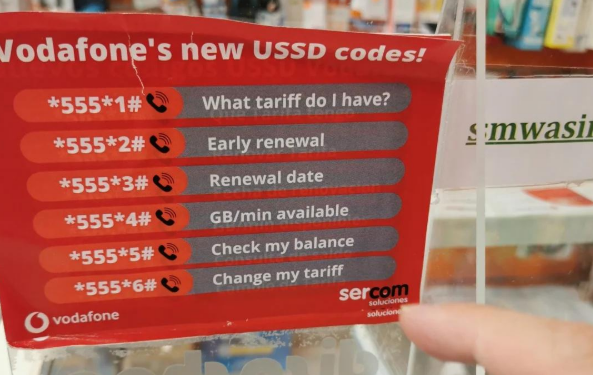 Vodafone's new USSD codes!
*555*1# What tariff do I have?
*555*2# Early renewal
*555*3# Renewal date
*555*4# GB/min available
*555*5# Check my balance
*555*6# Change my tariff
sercom
soluciones
vodafone